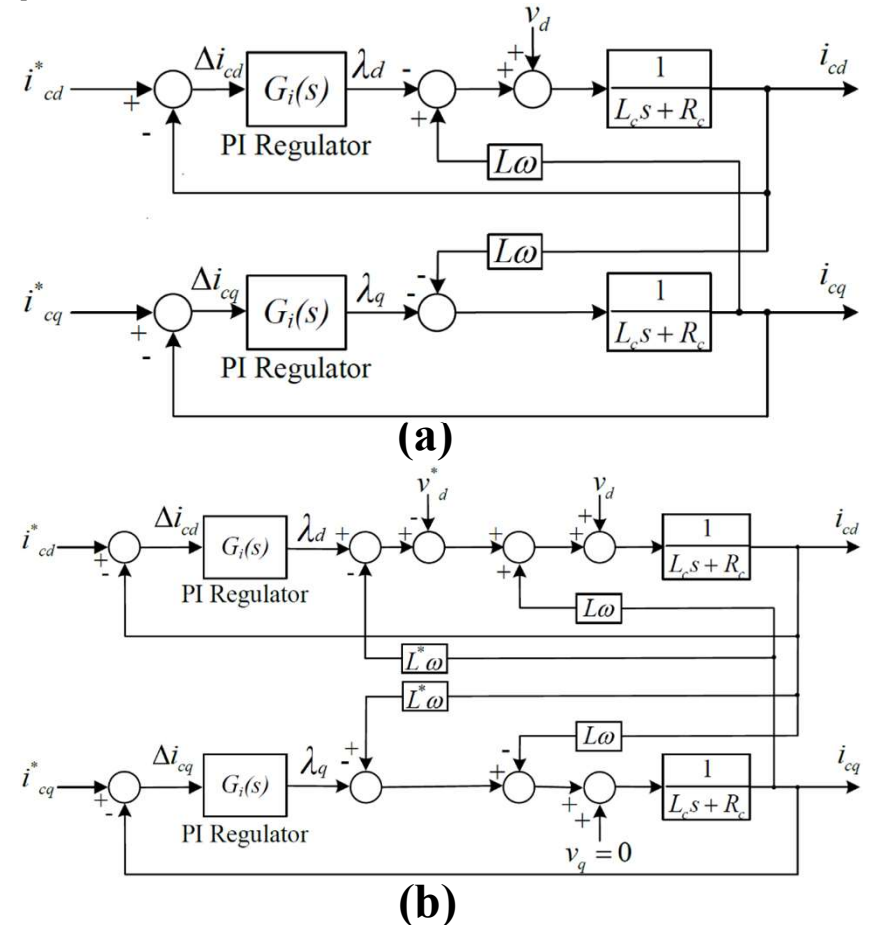 v_d
i*_cd + - Δi_cd G_i(s) λ_d - + + + 1/(L_c s + R_c) i_cd
PI Regulator
Lω
Lω
i*_cq + - Δi_cq G_i(s) λ_q - - 1/(L_c s + R_c) i_cq
PI Regulator
(a)
v*_d v_d
i*_cd + - Δi_cd G_i(s) λ_d + - + - + + + + 1/(L_c s + R_c) i_cd
PI Regulator
Lω
L*ω
L*ω
Lω
i*_cq + - Δi_cq G_i(s) λ_q - + + - + + 1/(L_c s + R_c) i_cq
PI Regulator
v_q = 0
(b)